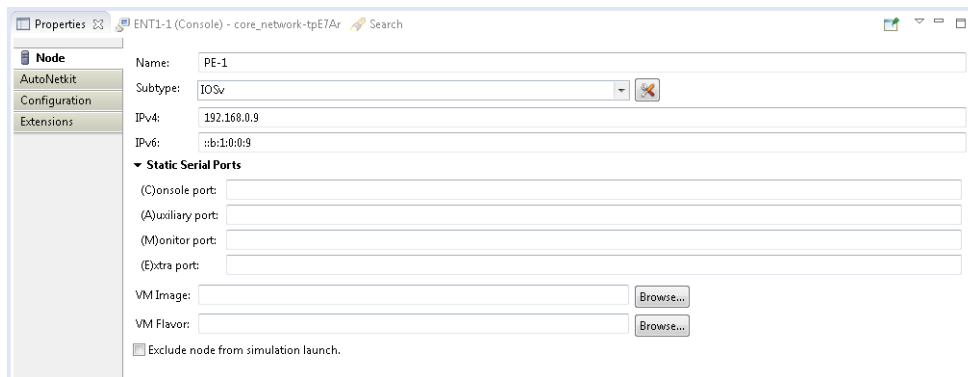 Properties ENT1-1 (Console) - core_network-tpE7Ar Search
Node
AutoNetkit
Configuration
Extensions
Name: PE-1
Subtype: IOSv
IPv4: 192.168.0.9
IPv6: ::b:1:0:0:9
Static Serial Ports
(C)onsole port:
(A)uxiliary port:
(M)onitor port:
(E)xtra port:
VM Image: Browse...
VM Flavor: Browse...
Exclude node from simulation launch.